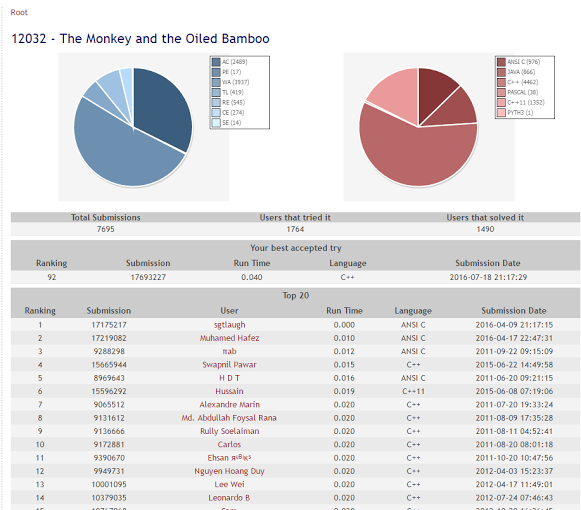 Root
12032 - The Monkey and the Oiled Bamboo
AC (2489)
PE (17)
WA (3937)
TL (419)
RE (545)
CE (274)
SE (14)
ANSI C (976)
JAVA (866)
C++ (4462)
PASCAL (38)
C++11 (1352)
PYTH3 (1)
Total Submissions Users that tried it Users that solved it
7695 1764 1490
Your best accepted try
Ranking Submission Run Time Language Submission Date
92 17693227 0.040 C++ 2016-07-18 21:17:29
Top 20
Ranking Submission User Run Time Language Submission Date
1 17175217 sgtlaugh 0.000 ANSI C 2016-04-09 21:17:15
2 17219082 Muhamed Hafez 0.010 ANSI C 2016-04-17 22:47:31
3 9288298 πab 0.012 ANSI C 2011-09-22 09:15:09
4 15665944 Swapnil Pawar 0.015 C++ 2015-06-22 14:49:58
5 8969643 H D T 0.016 ANSI C 2011-06-20 09:21:15
6 15596292 Hussain 0.019 C++11 2015-06-08 07:19:06
7 9065512 Alexandre Marin 0.020 C++ 2011-07-20 19:33:24
8 9131612 Md. Abdullah Foysal Rana 0.020 C++ 2011-08-09 17:35:28
9 9136666 Rully Soelaiman 0.020 C++ 2011-08-11 04:52:41
10 9172881 Carlos 0.020 C++ 2011-08-20 08:01:18
11 9390670 Ehsan 0.020 C++ 2011-10-20 10:47:56
12 9949731 Nguyen Hoang Duy 0.020 C++ 2012-04-03 15:23:37
13 10001095 Lee Wei 0.020 C++ 2012-04-17 11:49:01
14 10379035 Leonardo B 0.020 C++ 2012-07-24 07:46:43